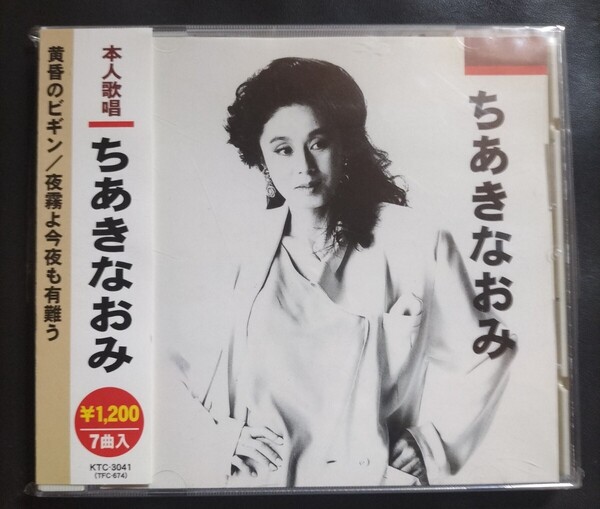 黄昏のビギン／夜霧よ今夜も有難う
本人歌唱
ちあきなおみ
¥1,200
7曲入
KTC-3041
(TFC-674)
ちあきなおみ